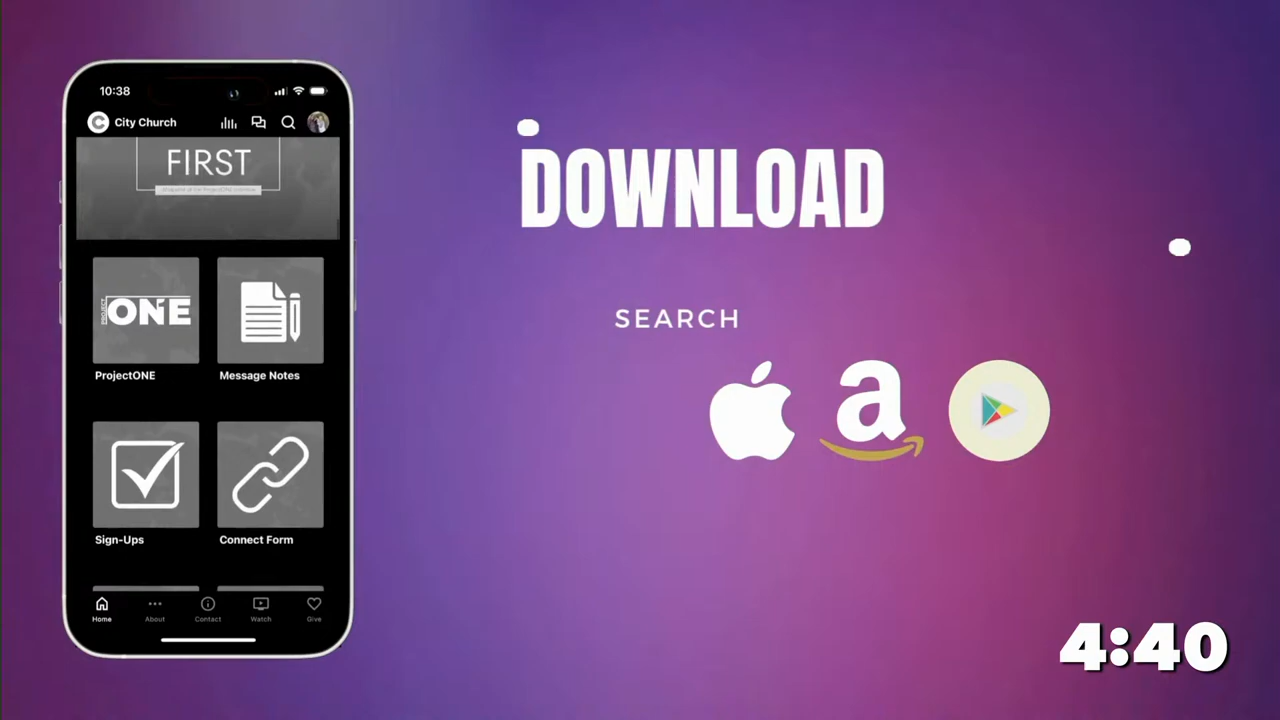 10:38
City Church
FIRST
PROJECT
ONE
ProjectONE
Message Notes
Sign-Ups
Connect Form
Home
About
Contact
Watch
Give
DOWNLOAD
SEARCH
a
4:40